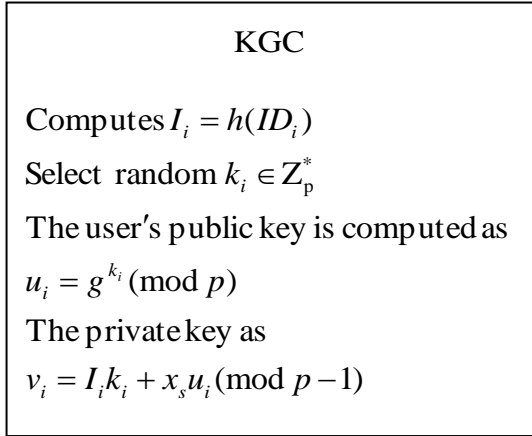 KGC
Computes I_i = h(ID_i)
Select random k_i ∈ Z_p^*
The user's public key is computed as
u_i = g^{k_i} (mod p)
The private key as
v_i = I_i k_i + x_s u_i (mod p − 1)